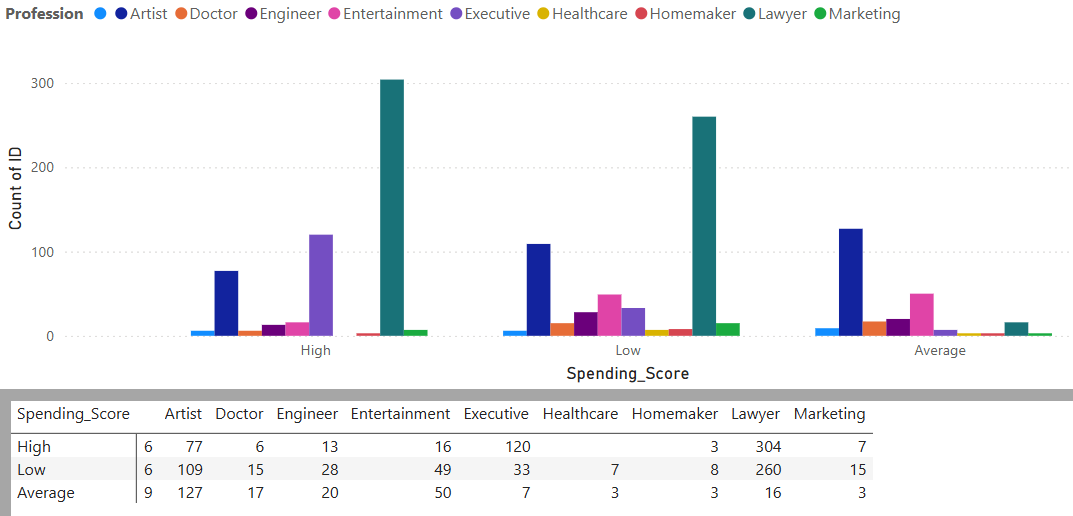 Profession Artist Doctor Engineer Entertainment Executive Healthcare Homemaker Lawyer Marketing
Count of ID
300
200
100
0
High Low Average
Spending_Score
Spending_Score Artist Doctor Engineer Entertainment Executive Healthcare Homemaker Lawyer Marketing
High 6 77 6 13 16 120 3 304 7
Low 6 109 15 28 49 33 7 8 260 15
Average 9 127 17 20 50 7 3 3 16 3